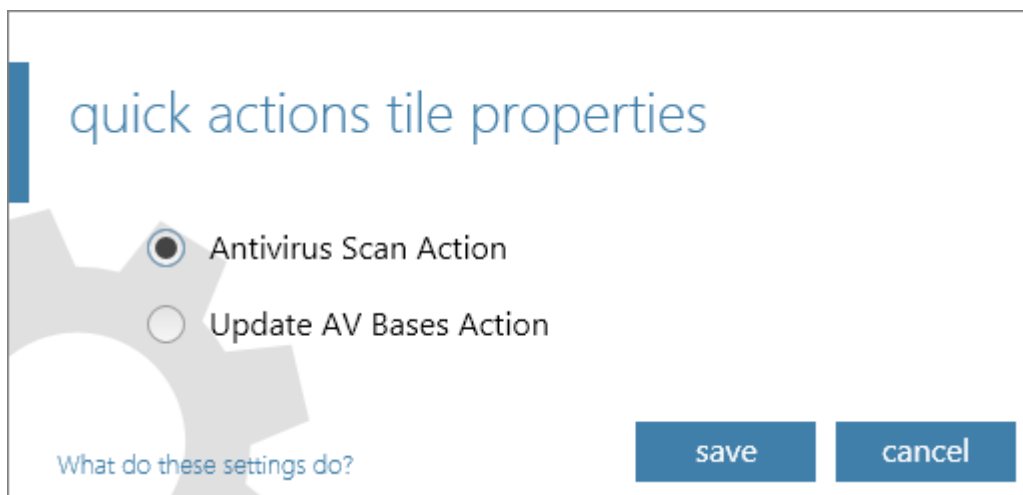 quick actions tile properties
Antivirus Scan Action
Update AV Bases Action
What do these settings do?
save
cancel